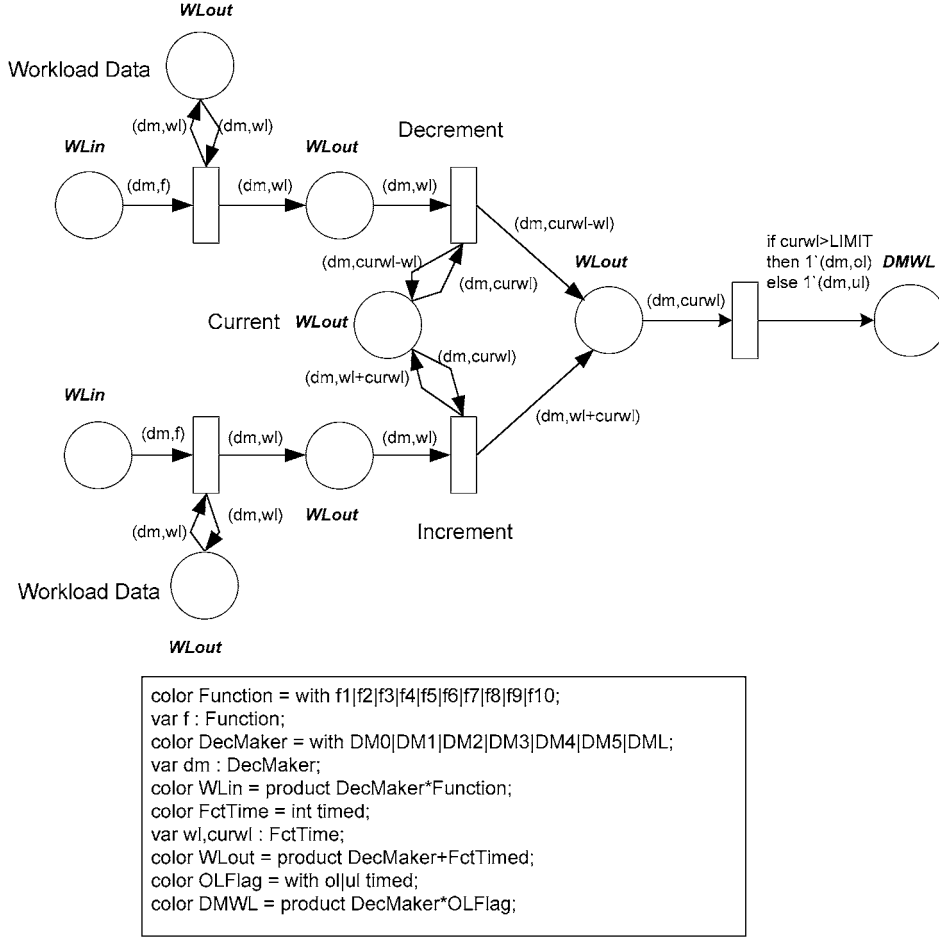 WLout
Workload Data
(dm,wl)
(dm,wl)
Decrement
WLin
WLout
(dm,f)
(dm,wl)
(dm,wl)
(dm,curwl-wl)
if curwl>LIMIT
then 1`(dm,ol)
else 1`(dm,ul)
DMWL
(dm,curwl-wl)
WLout
(dm,curwl)
(dm,curwl)
Current
WLout
(dm,curwl)
(dm,wl+curwl)
WLin
(dm,wl+curwl)
(dm,f)
(dm,wl)
(dm,wl)
(dm,wl)
(dm,wl)
WLout
Increment
Workload Data
WLout
color Function = with f1|f2|f3|f4|f5|f6|f7|f8|f9|f10;
var f : Function;
color DecMaker = with DM0|DM1|DM2|DM3|DM4|DM5|DML;
var dm : DecMaker;
color WLin = product DecMaker*Function;
color FctTime = int timed;
var wl,curwl : FctTime;
color WLout = product DecMaker+FctTimed;
color OLFlag = with ol|ul timed;
color DMWL = product DecMaker*OLFlag;